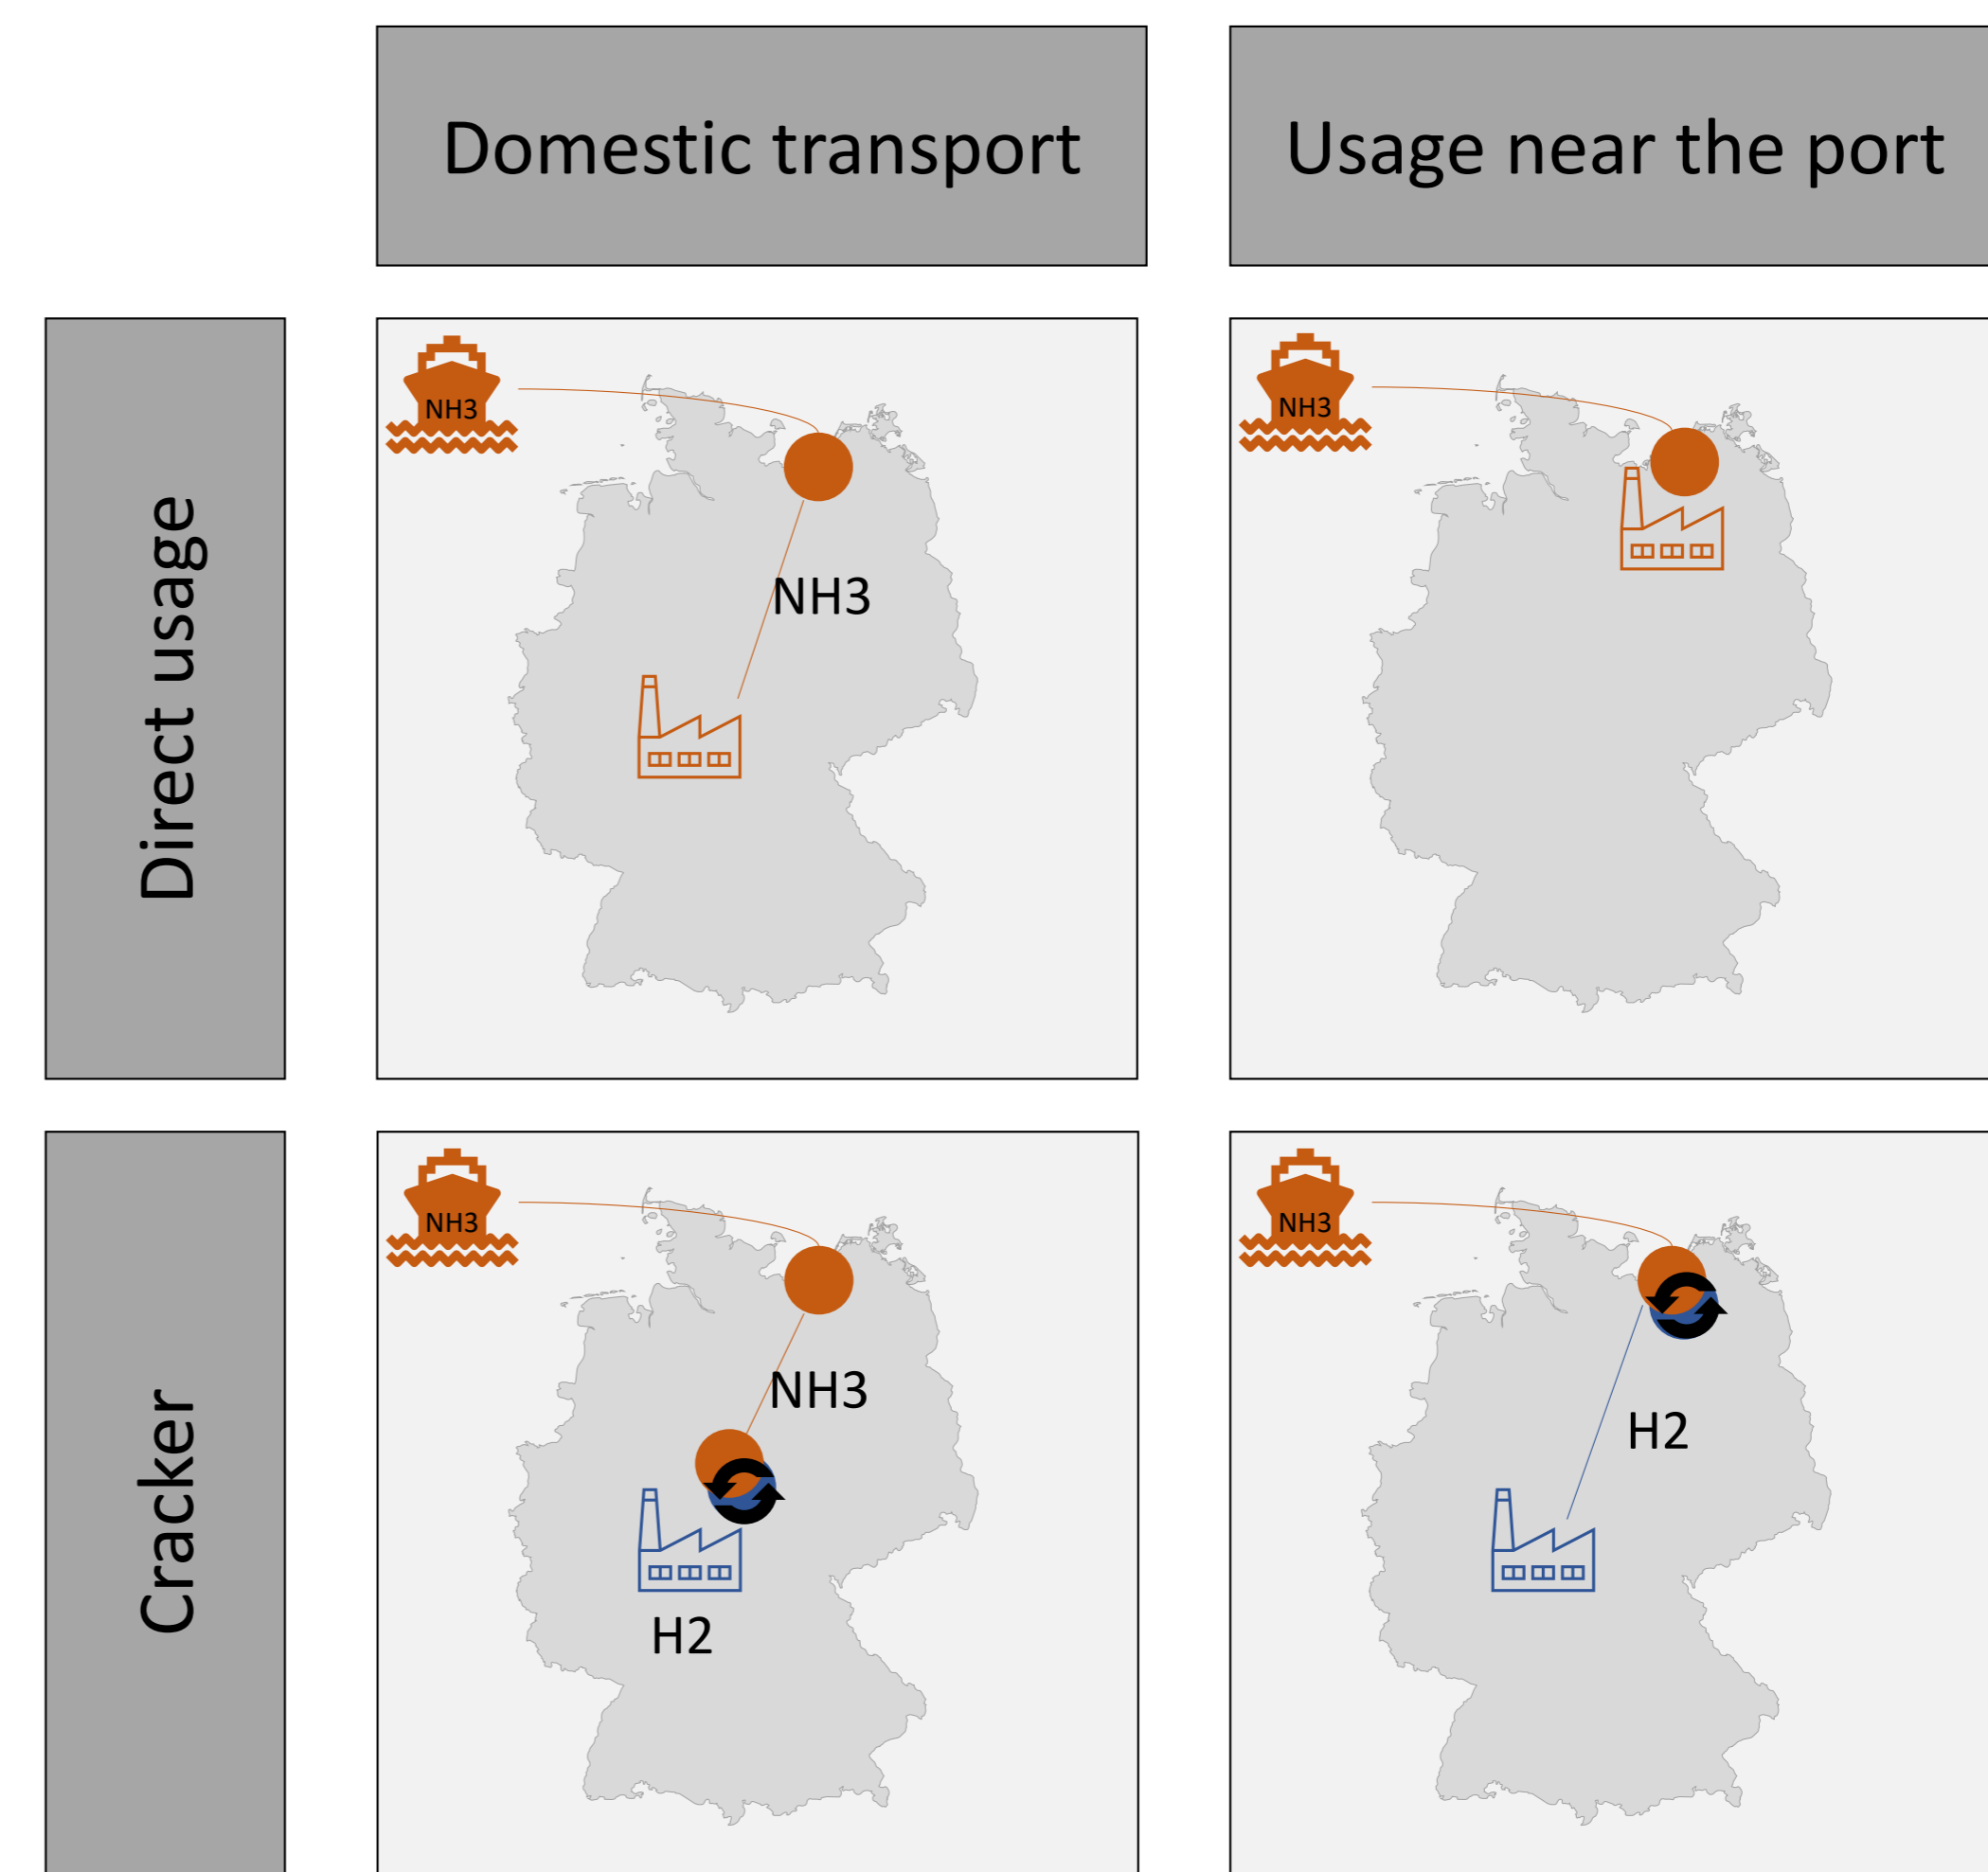 Domestic transport
Usage near the port
Direct usage
NH3
NH3
NH3
Cracker
NH3
NH3
H2
NH3
H2